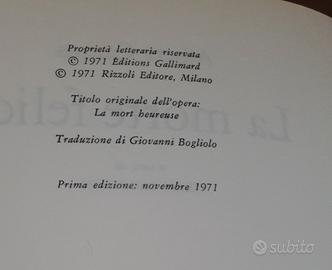 Proprietà letteraria riservata
© 1971 Éditions Gallimard
© 1971 Rizzoli Editore, Milano
Titolo originale dell'opera:
La mort heureuse
Traduzione di Giovanni Bogliolo
Prima edizione: novembre 1971
subito